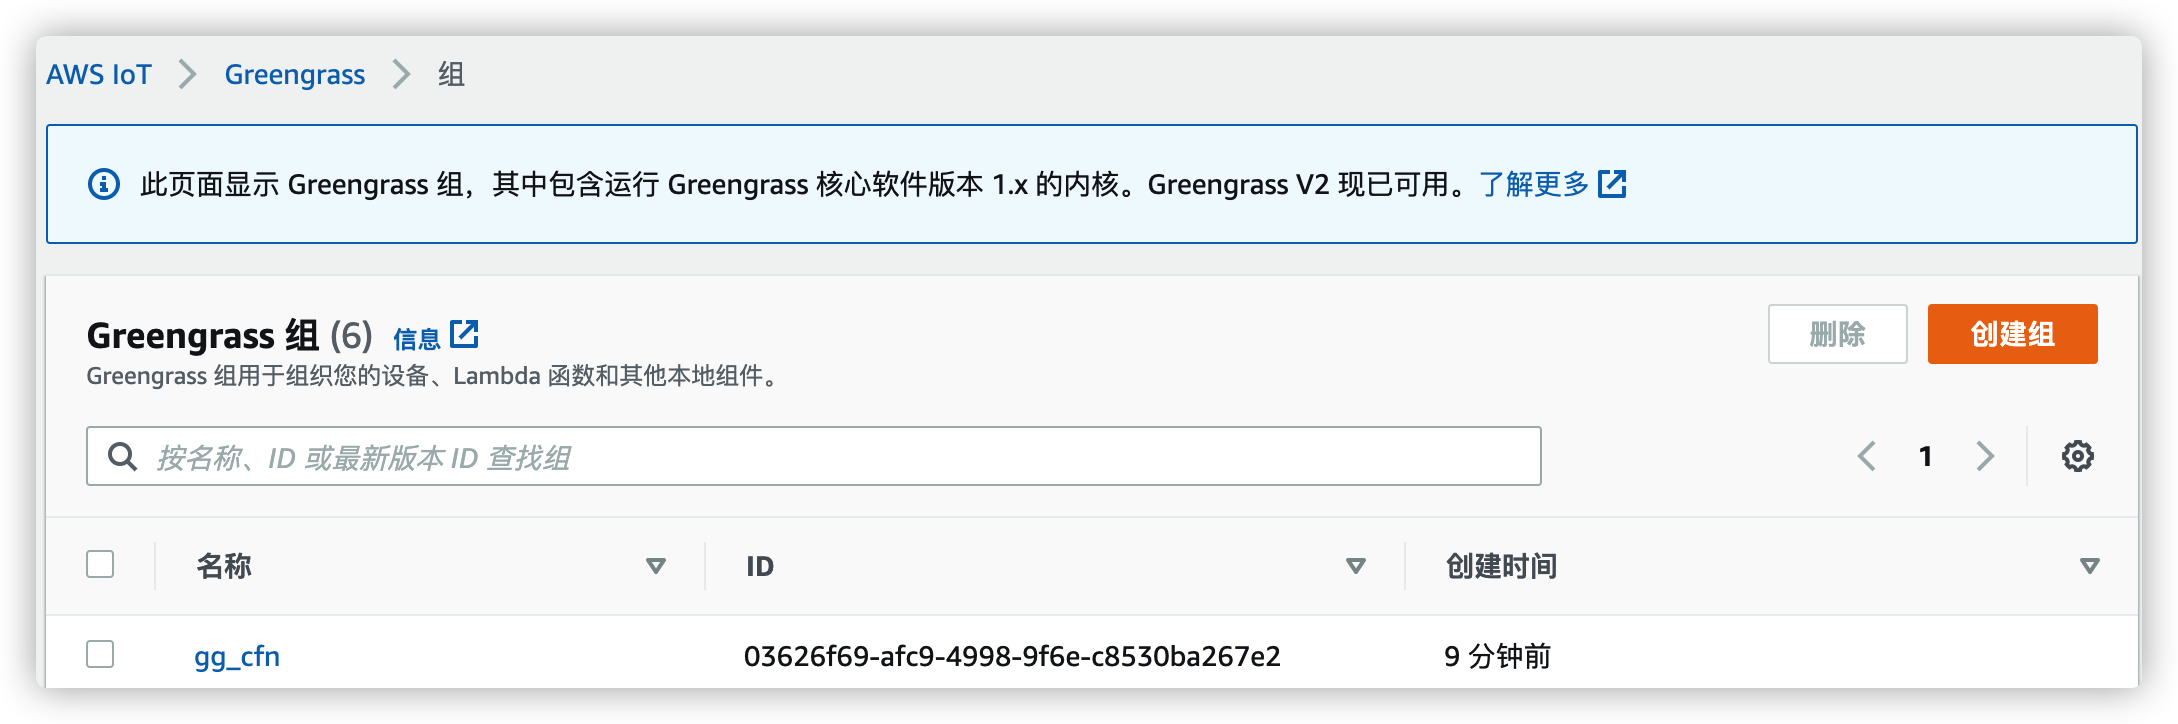 AWS IoT > Greengrass > 组
此页面显示 Greengrass 组，其中包含运行 Greengrass 核心软件版本 1.x 的内核。Greengrass V2 现已可用。了解更多
Greengrass 组 (6) 信息
删除 创建组
Greengrass 组用于组织您的设备、Lambda 函数和其他本地组件。
按名称、ID 或最新版本 ID 查找组
1
名称 ID 创建时间
gg_cfn 03626f69-afc9-4998-9f6e-c8530ba267e2 9 分钟前